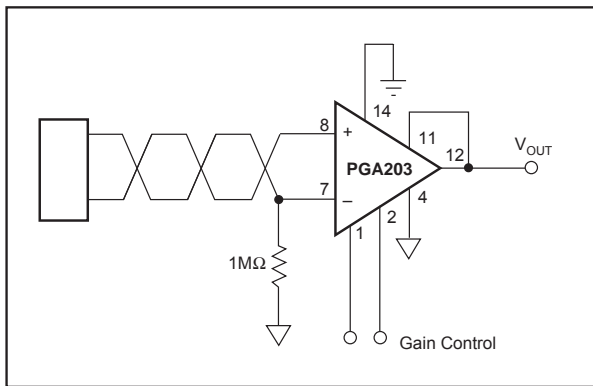 14
8
+
11
V_OUT
PGA203
12
7
–
4
2
1
1MΩ
Gain Control